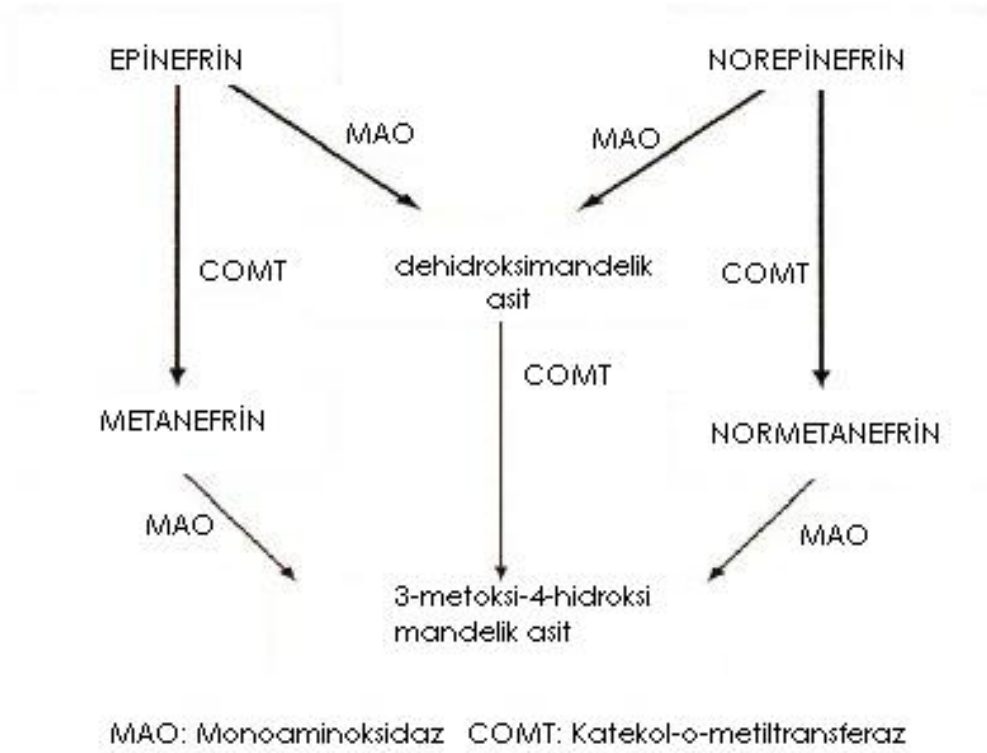 EPİNEFRİN NOREPİNEFRİN
MAO MAO
COMT dehidroksimandelik COMT
asit
COMT
METANEFRİN NORMETANEFRİN
MAO MAO
3-metoksi-4-hidroksi
mandelik asit
MAO: Monoaminoksidaz COMT: Katekol-o-metiltransferaz